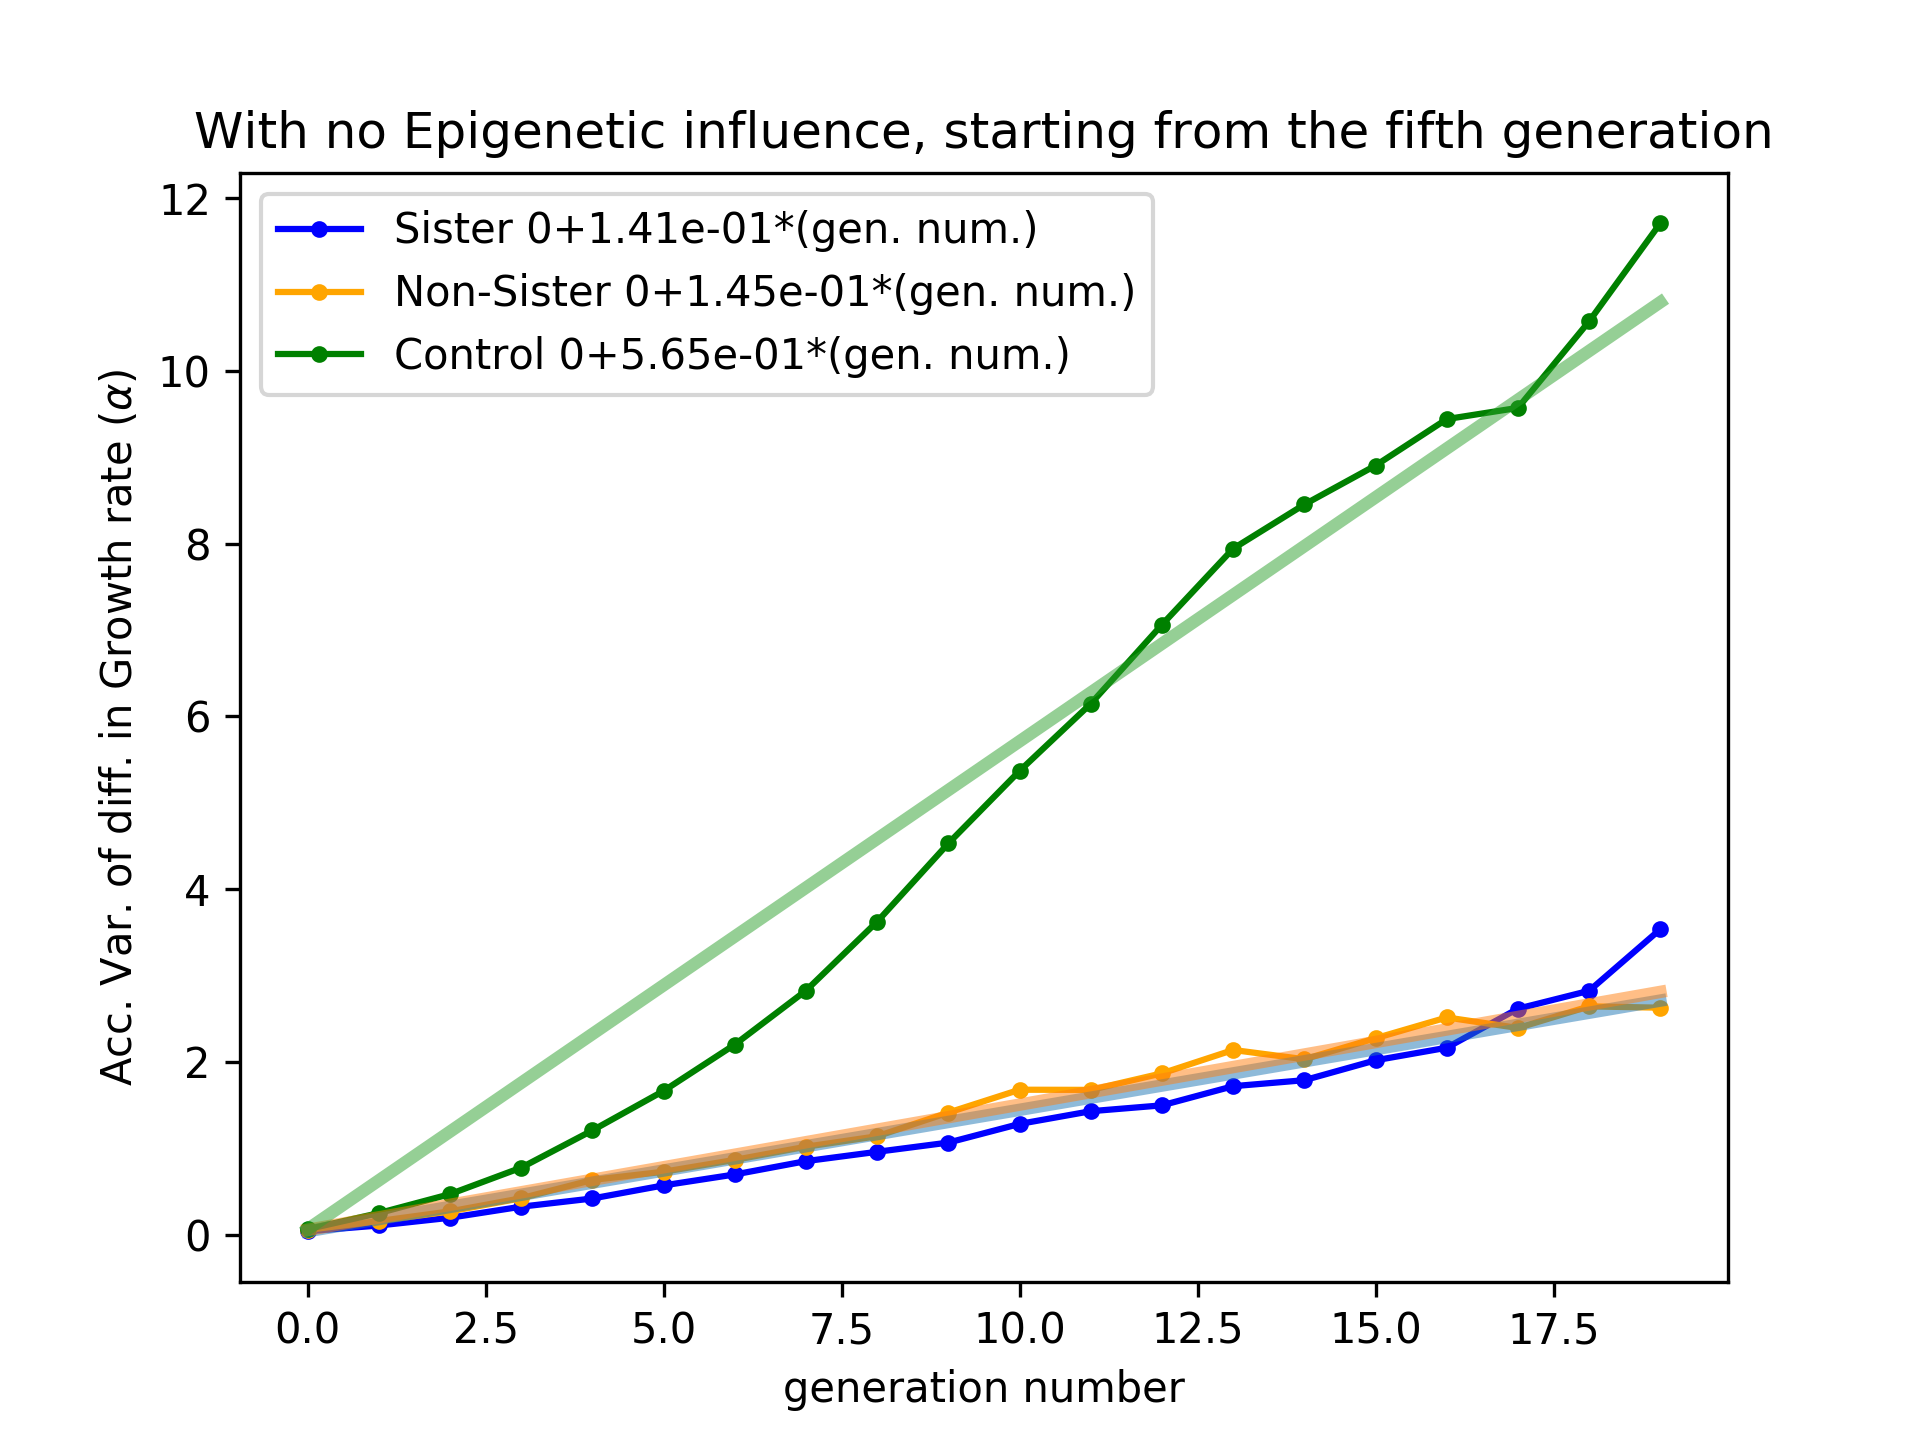 With no Epigenetic influence, starting from the fifth generation
Sister 0+1.41e-01*(gen. num.)
Non-Sister 0+1.45e-01*(gen. num.)
Control 0+5.65e-01*(gen. num.)
Acc. Var. of diff. in Growth rate (α)
12
10
8
6
4
2
0
0.0 2.5 5.0 7.5 10.0 12.5 15.0 17.5
generation number